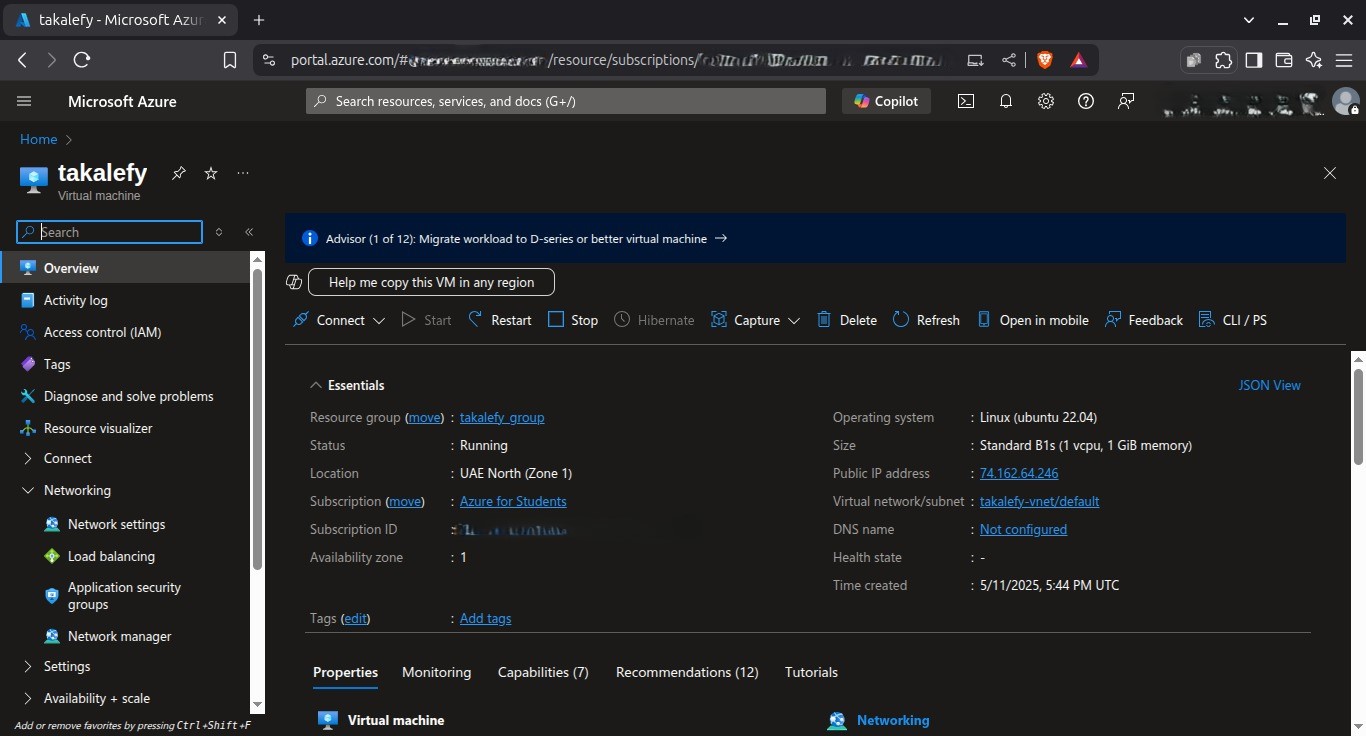 takalefy - Microsoft Azur
portal.azure.com/# /resource/subscriptions/
Microsoft Azure
Search resources, services, and docs (G+/)
Copilot
Home
takalefy
Virtual machine
Search
Overview
Activity log
Access control (IAM)
Tags
Diagnose and solve problems
Resource visualizer
Connect
Networking
Network settings
Load balancing
Application security
groups
Network manager
Settings
Availability + scale
Add or remove favorites by pressing Ctrl+Shift+F
Advisor (1 of 12): Migrate workload to D-series or better virtual machine →
Help me copy this VM in any region
Connect Start Restart Stop Hibernate Capture Delete Refresh Open in mobile Feedback CLI / PS
Essentials
JSON View
Resource group (move) : takalefy_group
Status : Running
Location : UAE North (Zone 1)
Subscription (move) : Azure for Students
Subscription ID :
Availability zone : 1
Operating system : Linux (ubuntu 22.04)
Size : Standard B1s (1 vcpu, 1 GiB memory)
Public IP address : 74.162.64.246
Virtual network/subnet : takalefy-vnet/default
DNS name : Not configured
Health state : -
Time created : 5/11/2025, 5:44 PM UTC
Tags (edit) : Add tags
Properties Monitoring Capabilities (7) Recommendations (12) Tutorials
Virtual machine
Networking